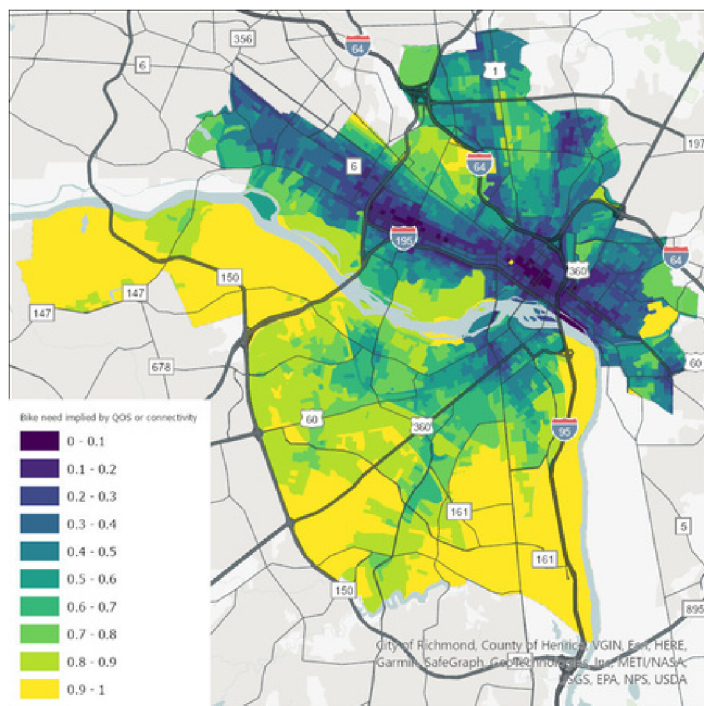 356
64
6
1
197
64
6
195
64
360
150
147
147
678
60
60
360
95
161
5
161
150
895
Bike need implied by QOS or connectivity
0 - 0.1
0.1 - 0.2
0.2 - 0.3
0.3 - 0.4
0.4 - 0.5
0.5 - 0.6
0.6 - 0.7
0.7 - 0.8
0.8 - 0.9
0.9 - 1
City of Richmond, County of Henrico, VGIN, Esri, HERE,
Garmin, SafeGraph, GeoTechnologies, Inc, METI/NASA,
USGS, EPA, NPS, USDA